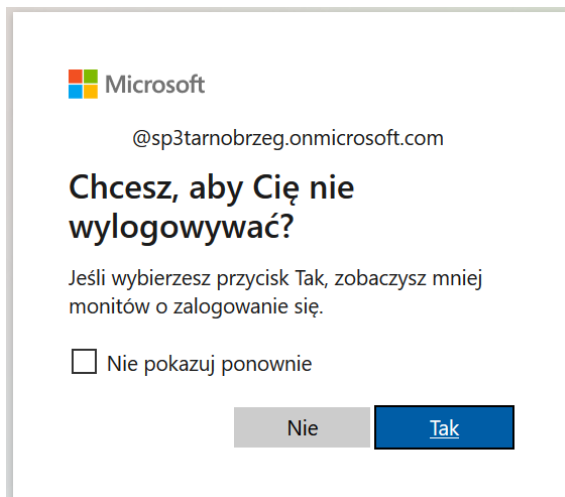 Microsoft
@sp3tarnobrzeg.onmicrosoft.com
Chcesz, aby Cię nie
wylogowywać?
Jeśli wybierzesz przycisk Tak, zobaczysz mniej
monitów o zalogowanie się.
Nie pokazuj ponownie
Nie Tak